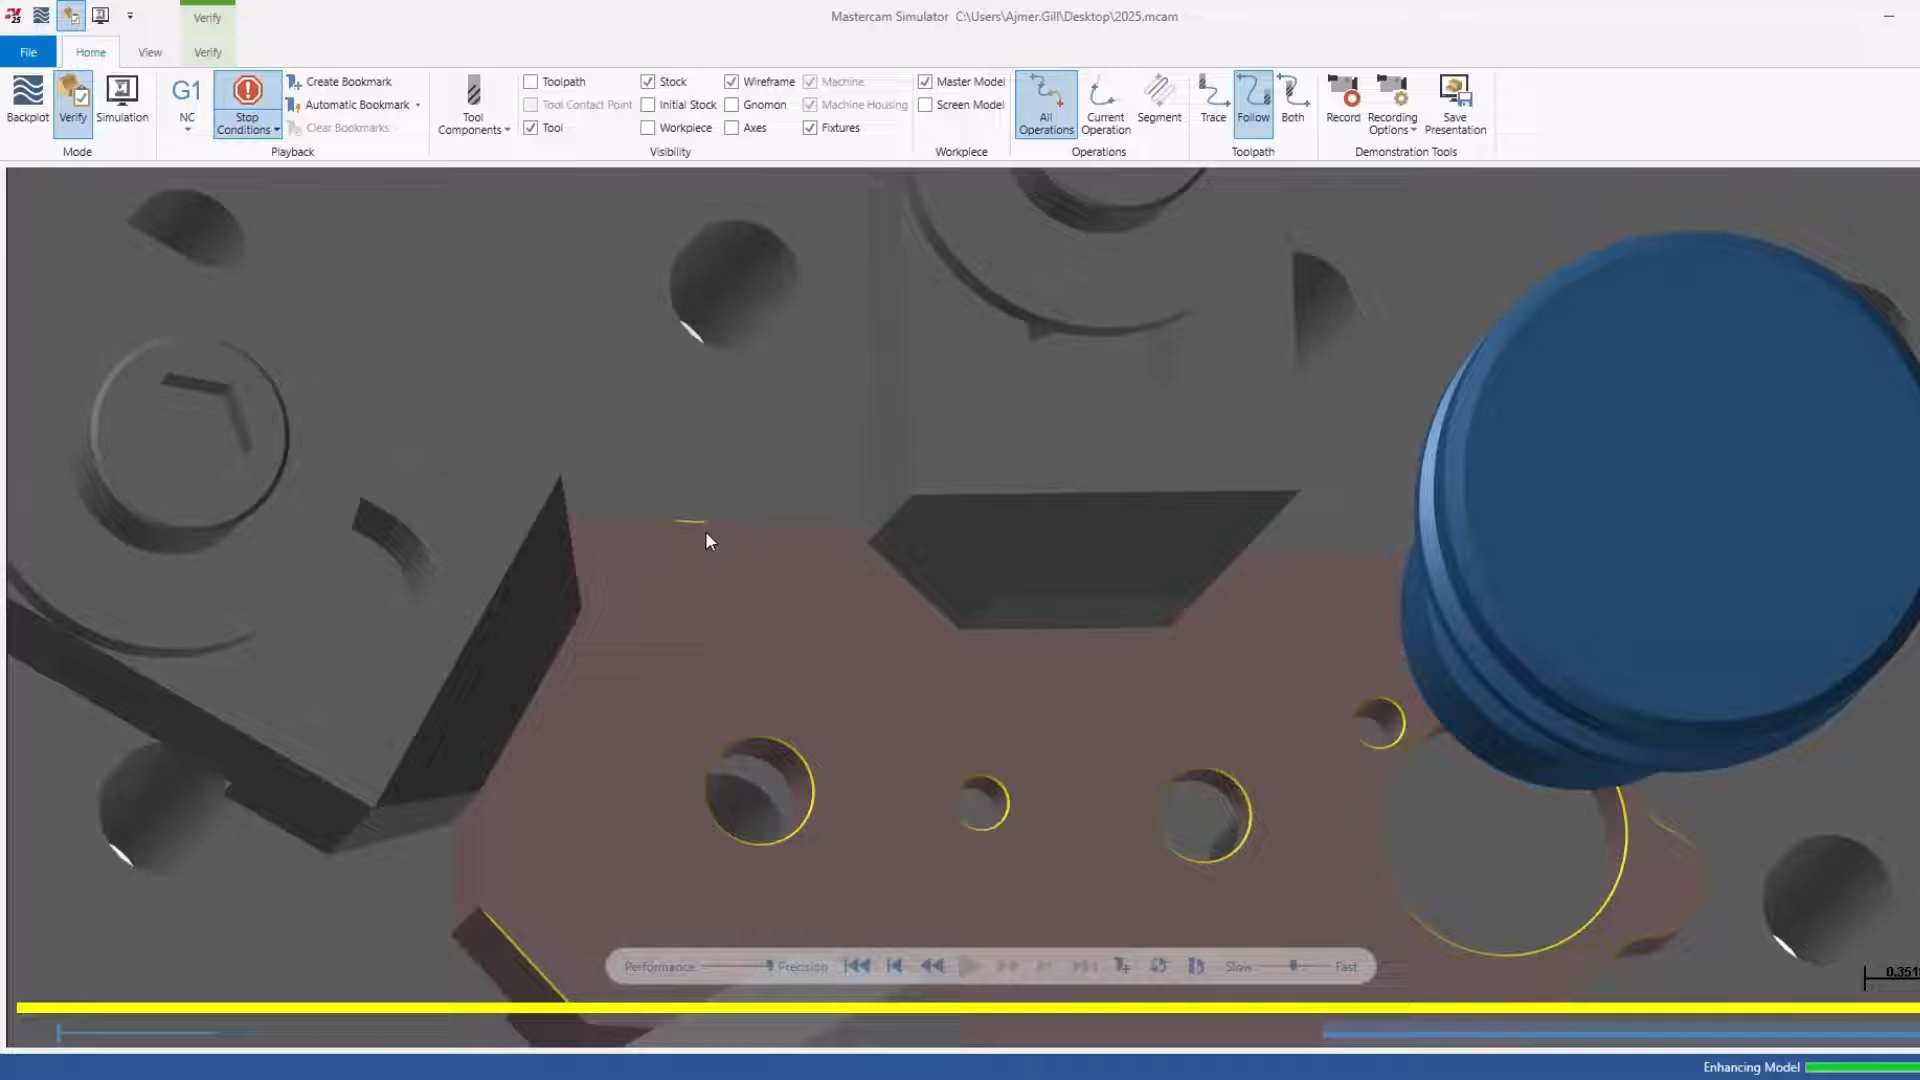 25
Verify
Mastercam Simulator C:\Users\Ajmer.Gill\Desktop\2025.mcam
File
Home
View
Verify
Backplot
Verify
Simulation
Mode
G1
NC
Stop Conditions
Create Bookmark
Automatic Bookmark
Clear Bookmarks
Playback
Tool Components
Toolpath
Tool Contact Point
Tool
Stock
Initial Stock
Workpiece
Wireframe
Gnomon
Axes
Machine
Machine Housing
Fixtures
Visibility
Master Model
Screen Model
Workpiece
All Operations
Current Operation
Segment
Operations
Trace
Follow
Both
Toolpath
Record
Recording Options
Save Presentation
Demonstration Tools
Performance
Precision
Slow
Fast
0.351
Enhancing Model